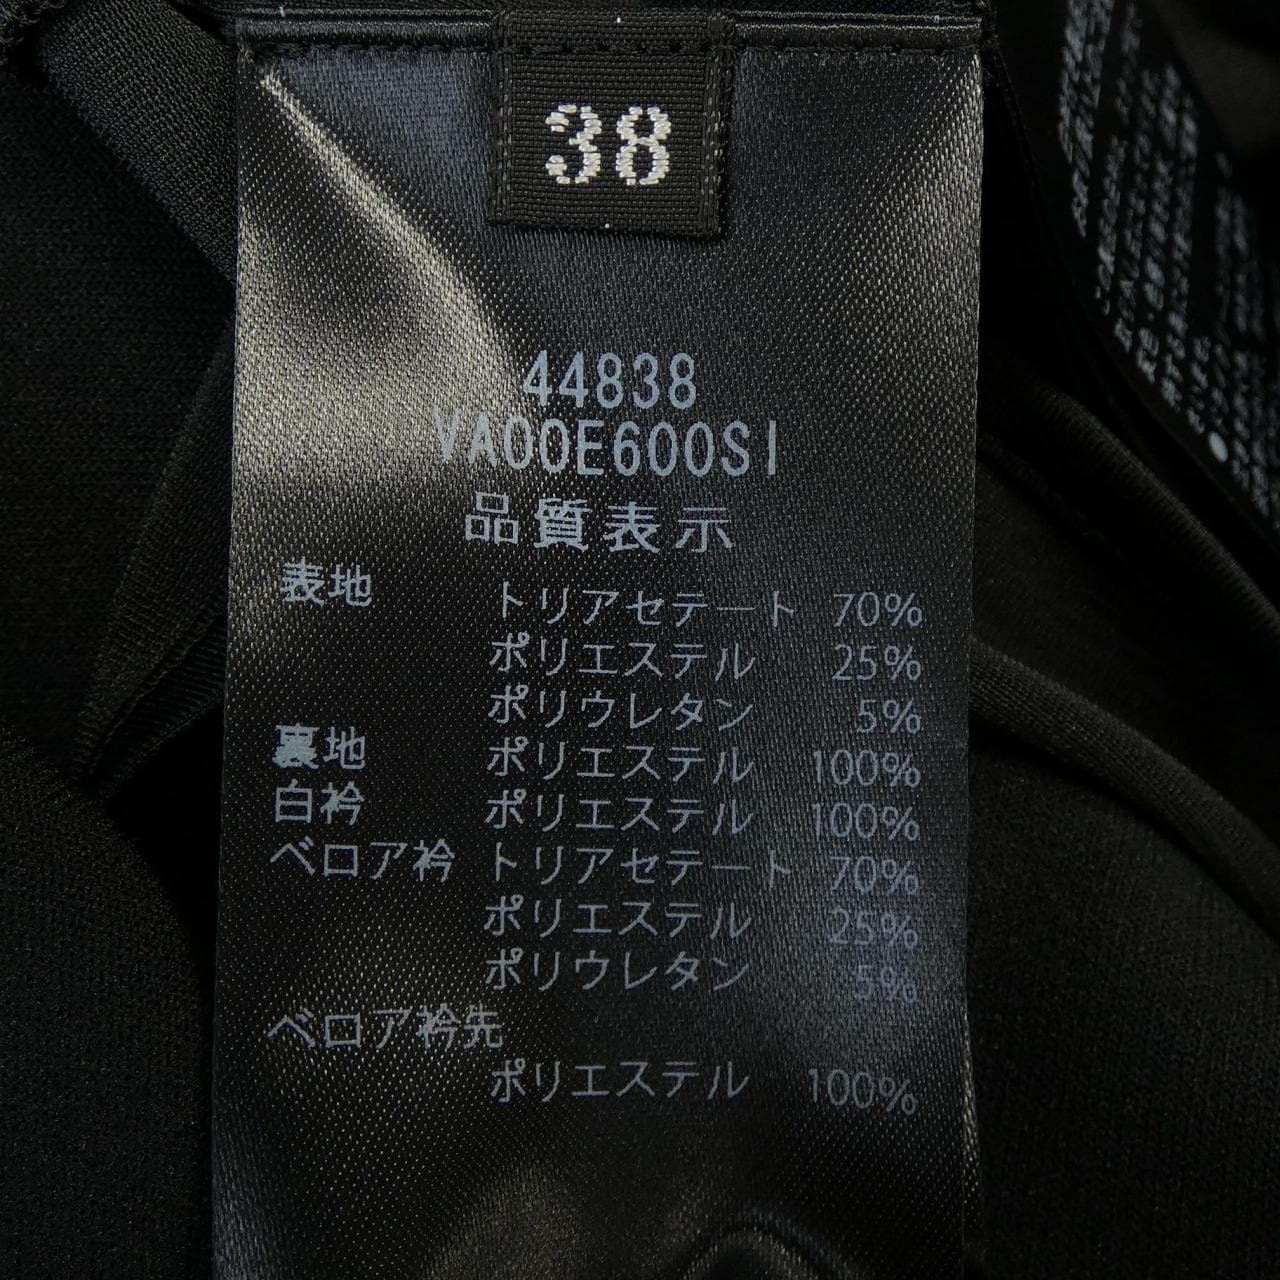 38
44838
VA00E600SI
品質表示
表地 トリアセテート 70%
ポリエステル 25%
ポリウレタン 5%
裏地 ポリエステル 100%
白衿 ポリエステル 100%
ベロア衿 トリアセテート 70%
ポリエステル 25%
ポリウレタン 5%
ベロア衿先
ポリエステル 100%